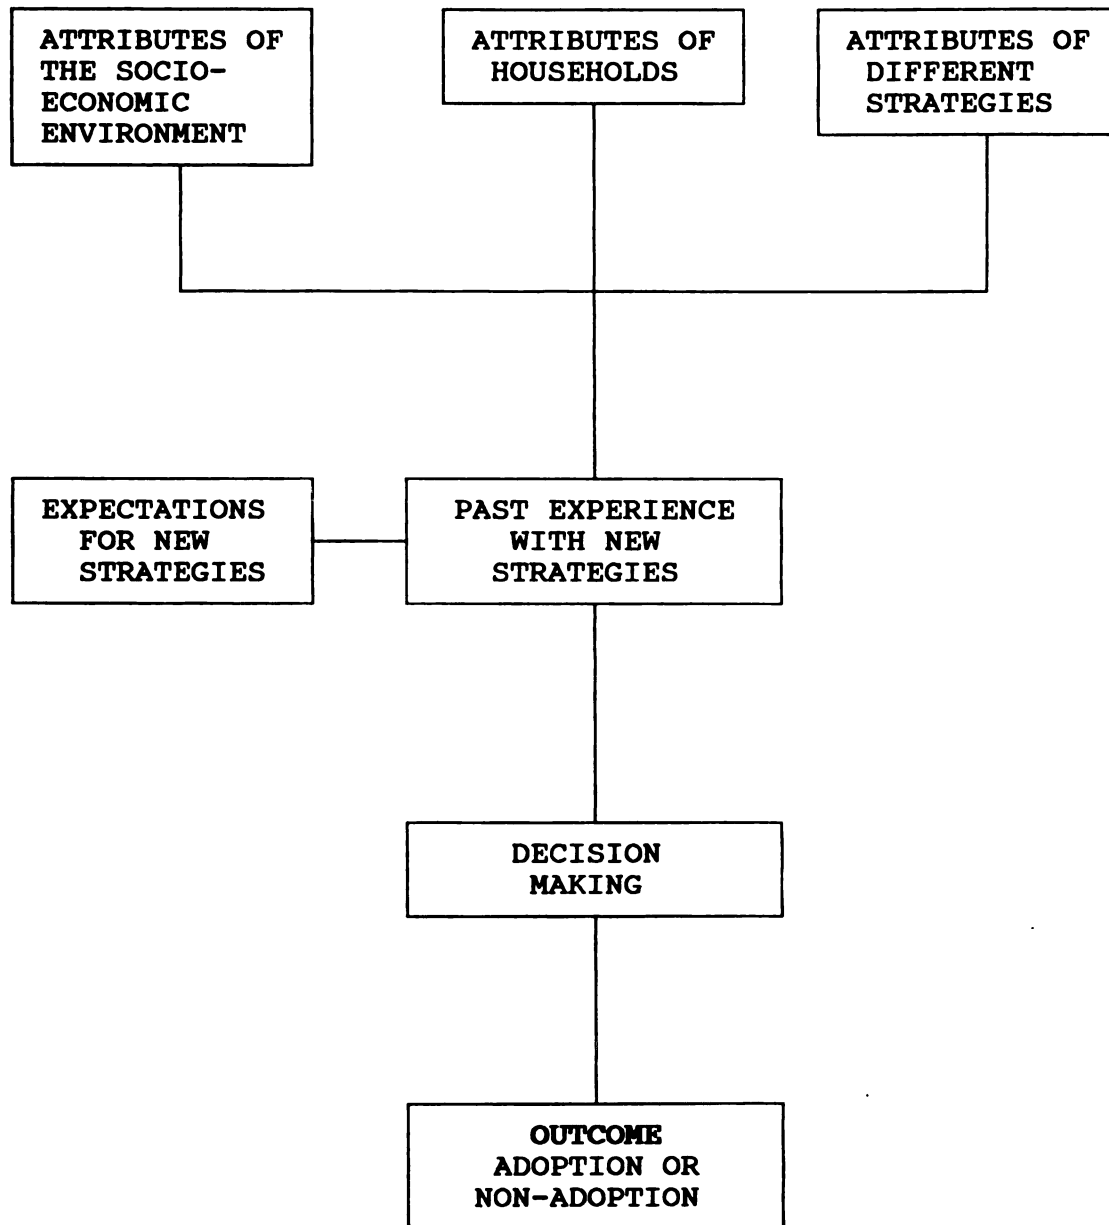 ATTRIBUTES OF
THE SOCIO-
ECONOMIC
ENVIRONMENT
ATTRIBUTES OF
HOUSEHOLDS
ATTRIBUTES OF
DIFFERENT
STRATEGIES
EXPECTATIONS
FOR NEW
STRATEGIES
PAST EXPERIENCE
WITH NEW
STRATEGIES
DECISION
MAKING
OUTCOME
ADOPTION OR
NON-ADOPTION